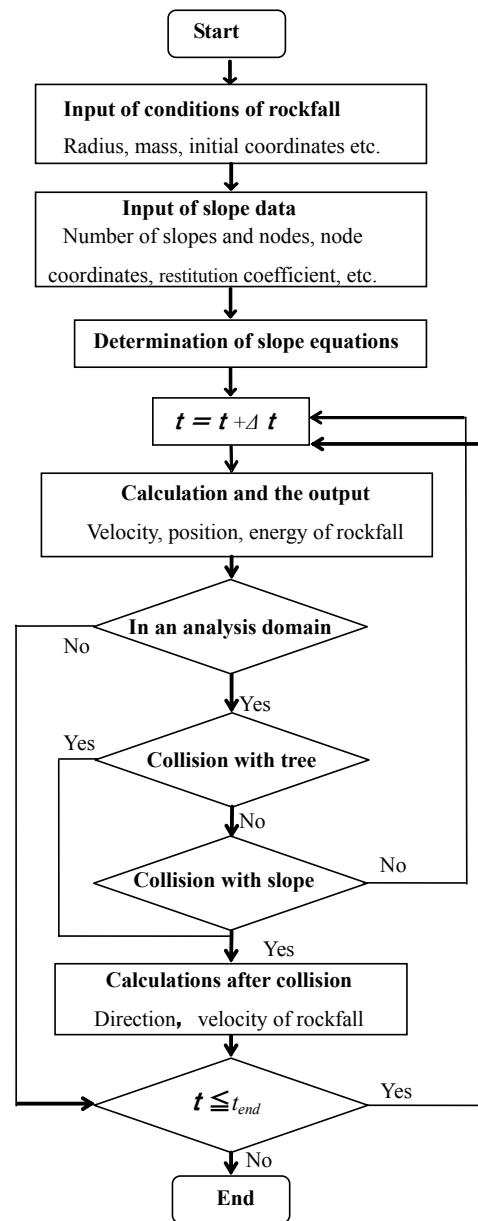 Start
Input of conditions of rockfall
Radius, mass, initial coordinates etc.
Input of slope data
Number of slopes and nodes, node
coordinates, restitution coefficient, etc.
Determination of slope equations
t = t +Δ t
Calculation and the output
Velocity, position, energy of rockfall
In an analysis domain
No
Yes
Yes
Collision with tree
No
Collision with slope
No
Yes
Calculations after collision
Direction, velocity of rockfall
t ≦ t_end
Yes
No
End